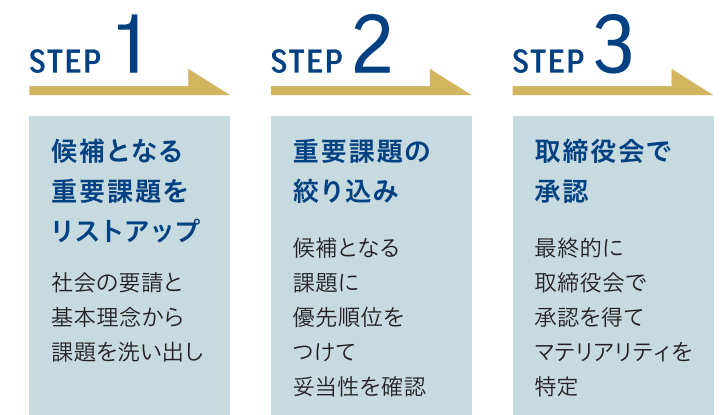 STEP 1
候補となる
重要課題を
リストアップ
社会の要請と
基本理念から
課題を洗い出し
STEP 2
重要課題の
絞り込み
候補となる
課題に
優先順位を
つけて
妥当性を確認
STEP 3
取締役会で
承認
最終的に
取締役会で
承認を得て
マテリアリティを
特定